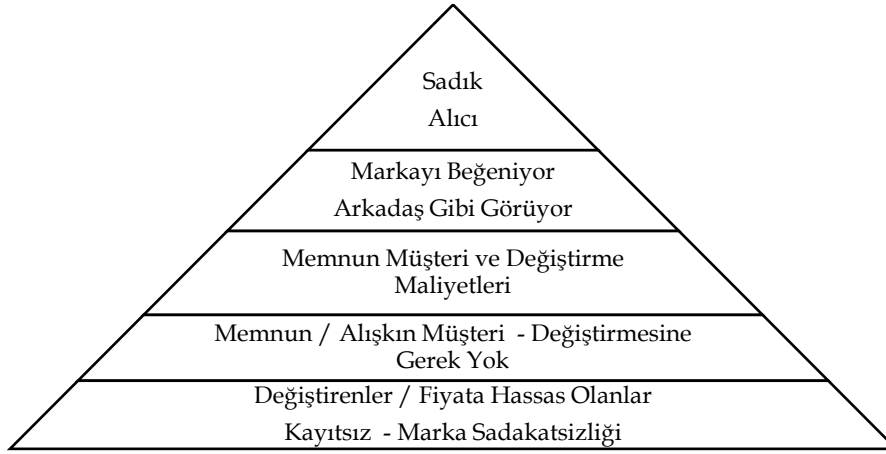 Sadık
Alıcı
Markayı Beğeniyor
Arkadaş Gibi Görüyor
Memnun Müşteri ve Değiştirme
Maliyetleri
Memnun / Alışkın Müşteri - Değiştirmesine
Gerek Yok
Değiştirenler / Fiyata Hassas Olanlar
Kayıtsız - Marka Sadakatsizliği